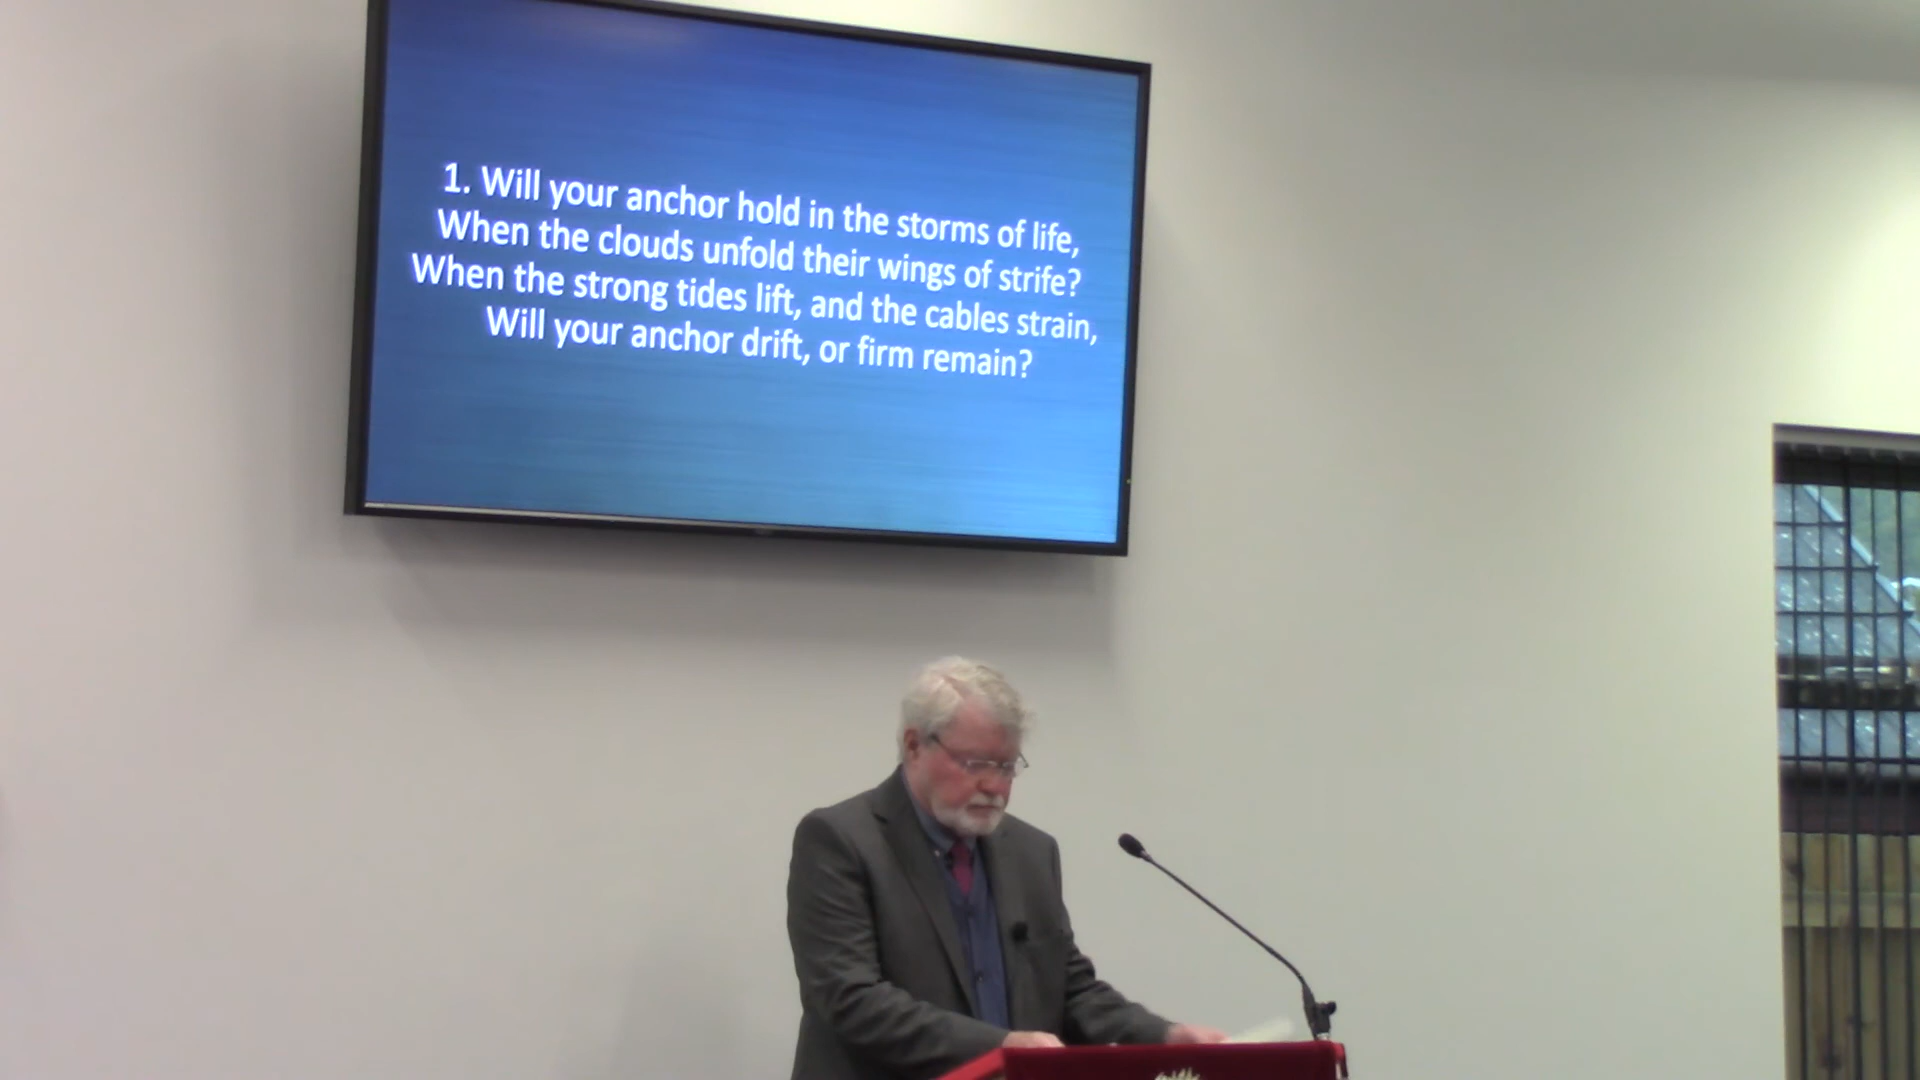 1. Will your anchor hold in the storms of life,
When the clouds unfold their wings of strife?
When the strong tides lift, and the cables strain,
Will your anchor drift, or firm remain?